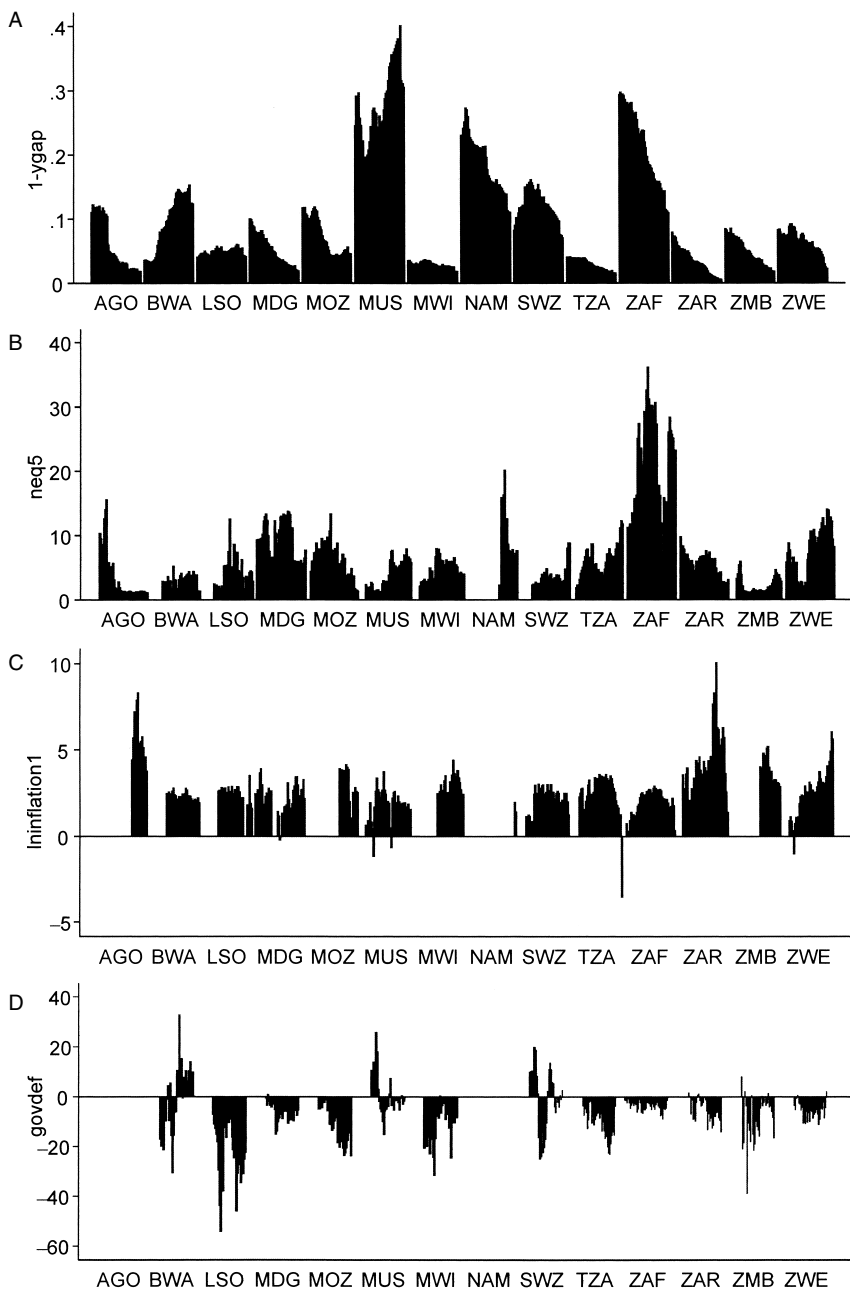 A
1-ygap
.4
.3
.2
.1
0
AGO BWA LSO MDG MOZ MUS MWI NAM SWZ TZA ZAF ZAR ZMB ZWE
B
neq5
40
30
20
10
0
AGO BWA LSO MDG MOZ MUS MWI NAM SWZ TZA ZAF ZAR ZMB ZWE
C
lninflation1
10
5
0
–5
AGO BWA LSO MDG MOZ MUS MWI NAM SWZ TZA ZAF ZAR ZMB ZWE
D
govdef
40
20
0
–20
–40
–60
AGO BWA LSO MDG MOZ MUS MWI NAM SWZ TZA ZAF ZAR ZMB ZWE